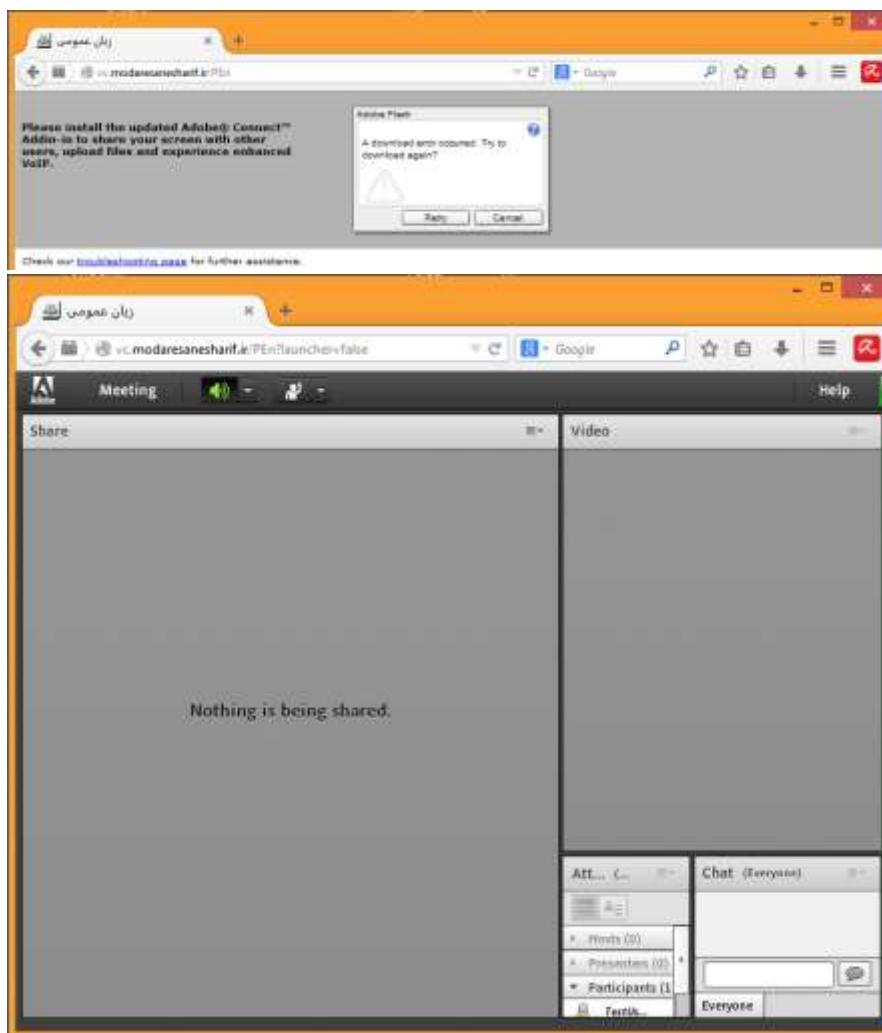 زبان عمومی
vc.modaresanesharif.ir/PEn
Google
Please install the updated Adobe® Connect™
Addin-in to share your screen with other
users, upload files and experience enhanced
VoIP.
Adobe Flash
A download error occurred. Try to
download again?
Retry
Cancel
Check our troubleshooting page for further assistance.
زبان عمومی
vc.modaresanesharif.ir/PEn?launcher=false
Google
Adobe
Meeting
Help
Share
Video
Nothing is being shared.
Att... (...
Chat (Everyone)
Hosts (0)
Presenters (0)
Participants (1
Everyone